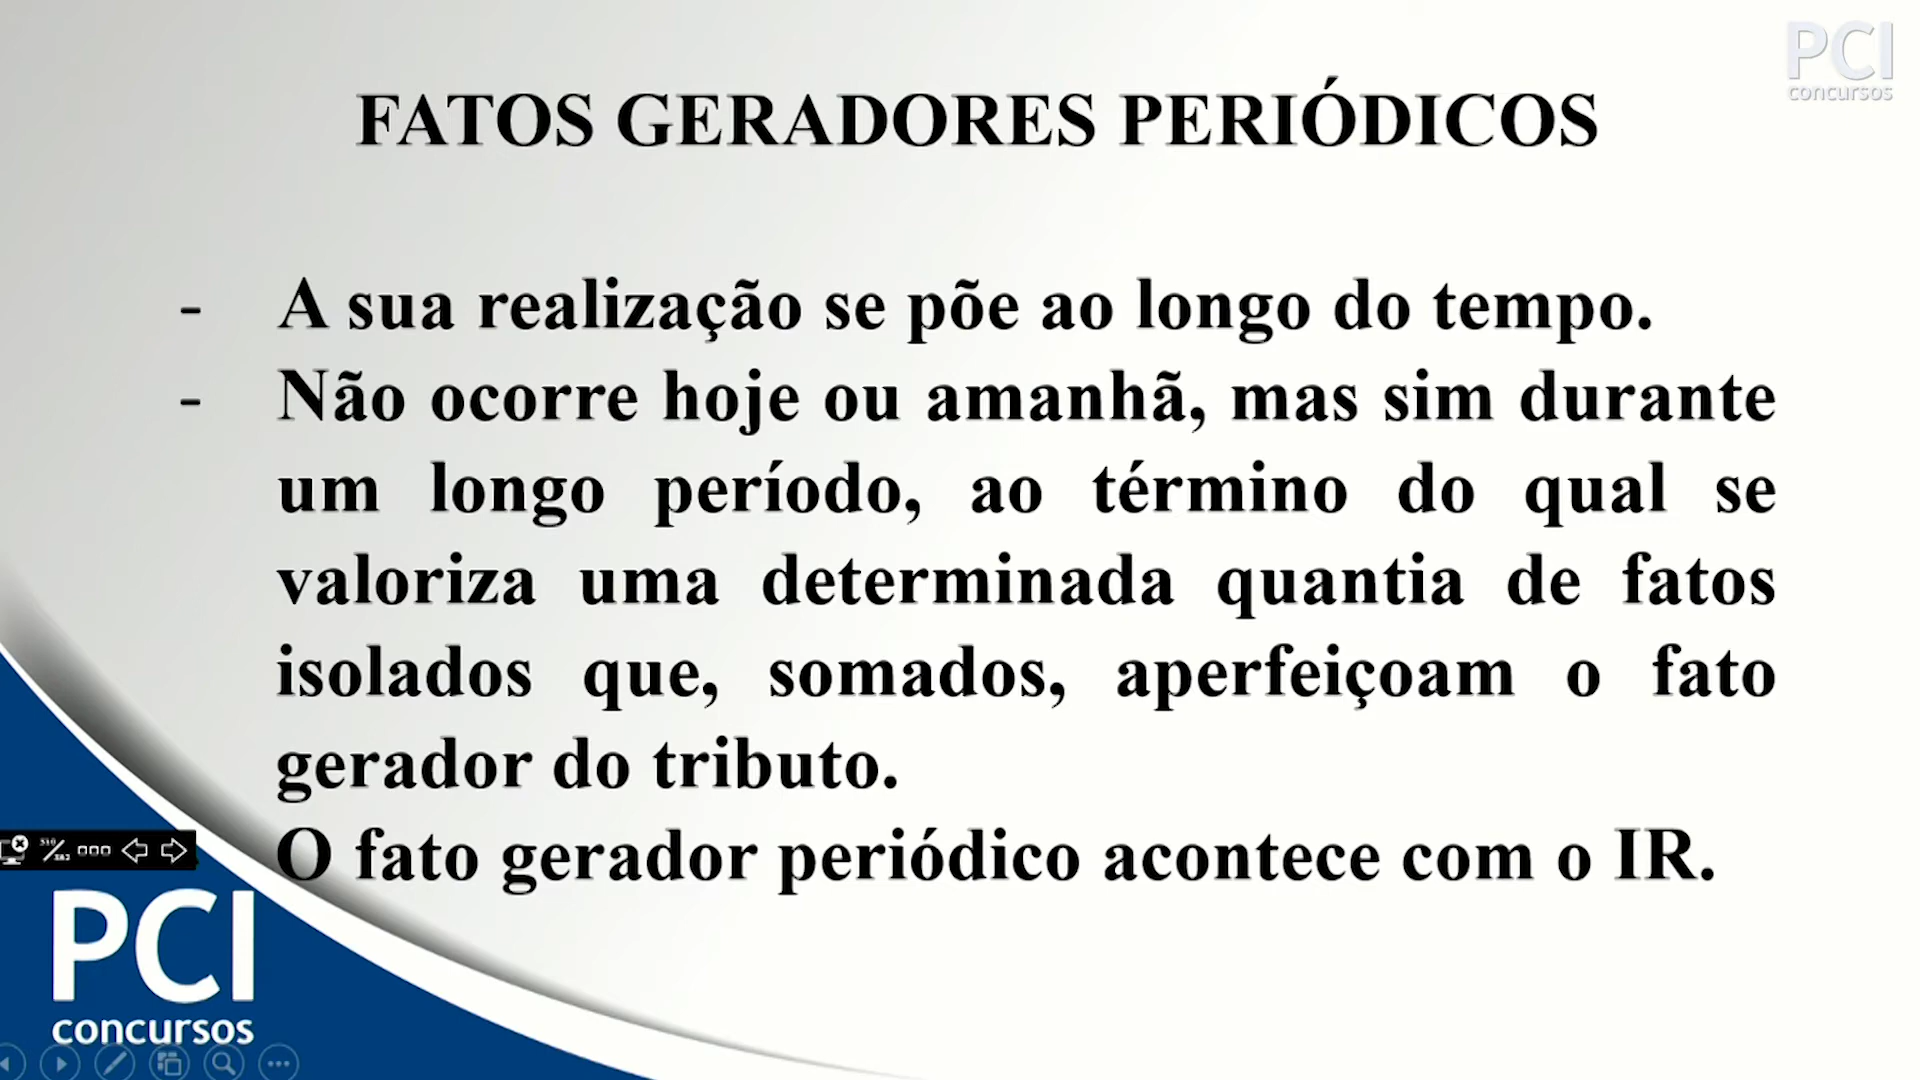 PCI
concursos
FATOS GERADORES PERIÓDICOS
- A sua realização se põe ao longo do tempo.
- Não ocorre hoje ou amanhã, mas sim durante
um longo período, ao término do qual se
valoriza uma determinada quantia de fatos
isolados que, somados, aperfeiçoam o fato
gerador do tributo.
O fato gerador periódico acontece com o IR.
PCI
concursos